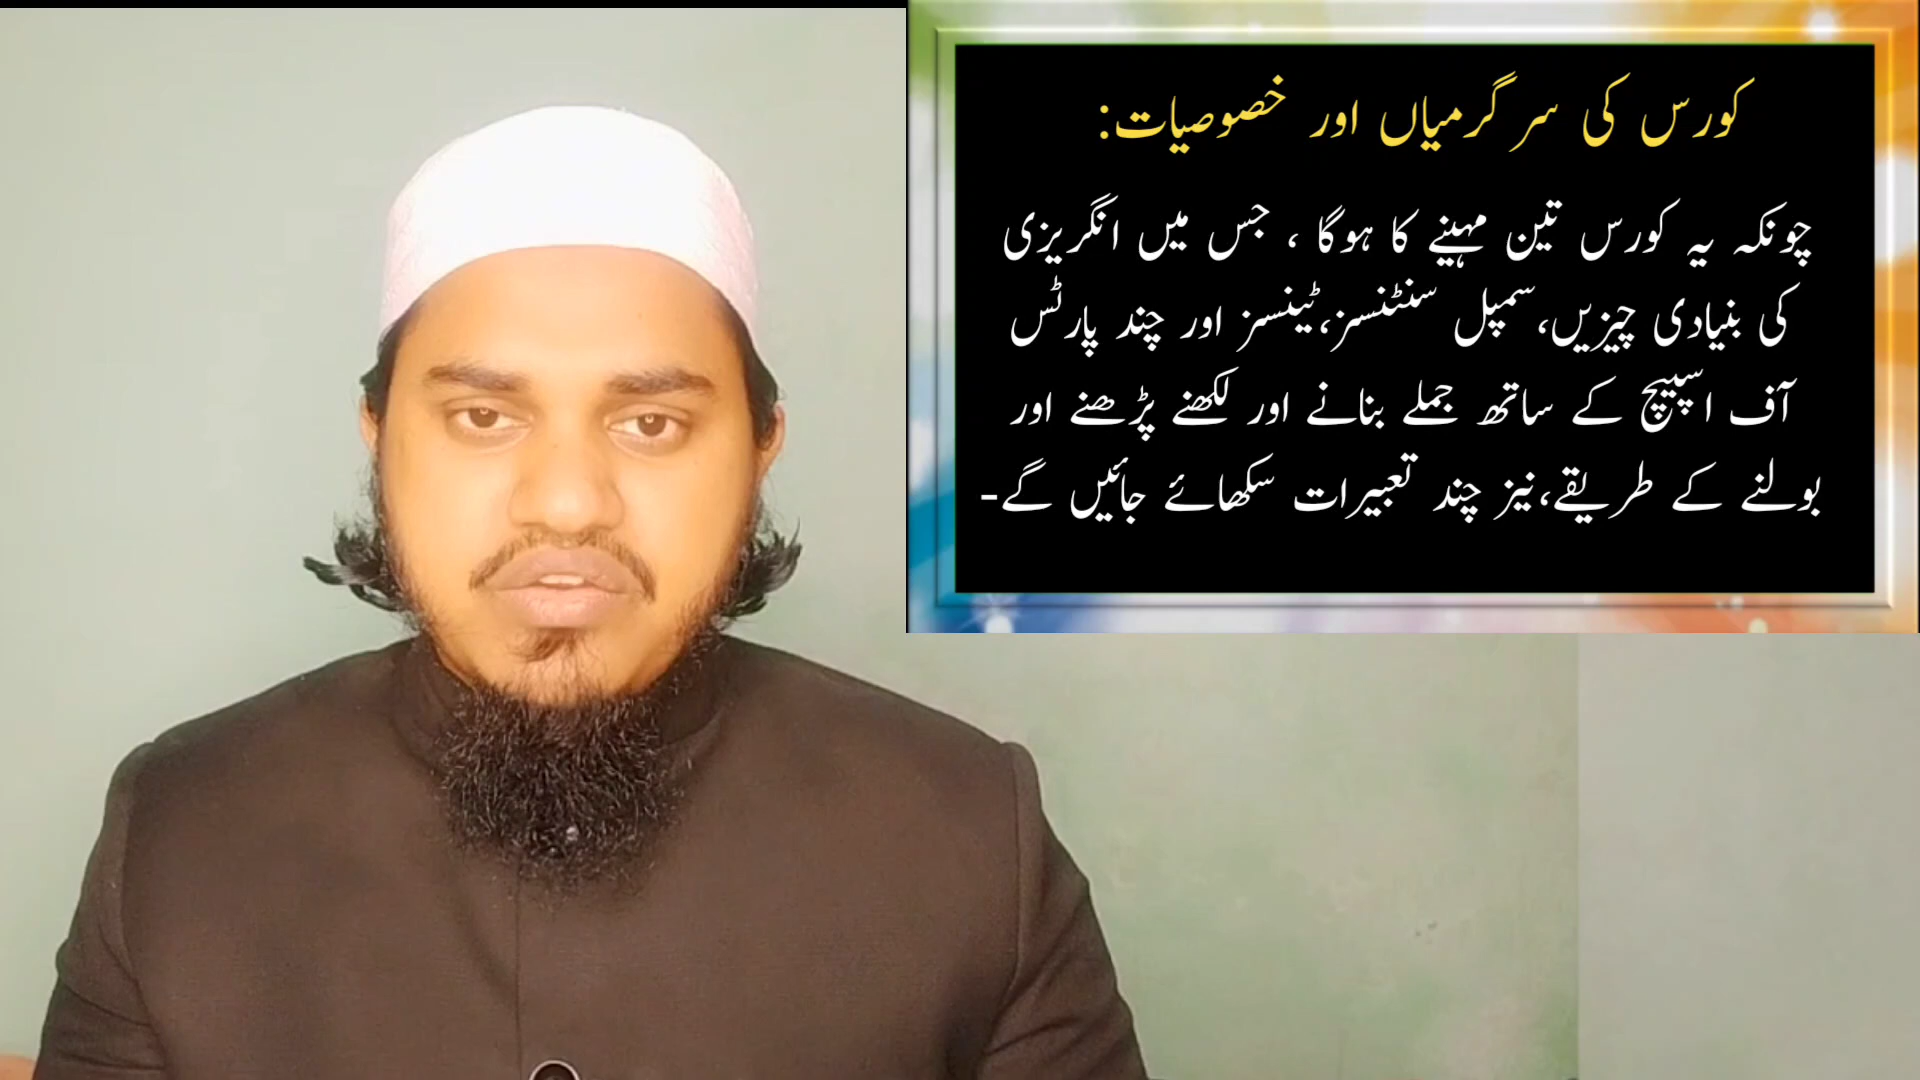 کورس کی سرگرمیاں اور خصوصیات:
چونکہ یہ کورس تین مہینے کا ہوگا ، جس میں انگریزی
کی بنیادی چیزیں،سمپل سنٹنسز،ٹینسز اور چند پارٹس
آف اسپیچ کے ساتھ جملے بنانے اور لکھنے پڑھنے اور
بولنے کے طریقے،نیز چند تعبیرات سکھائے جائیں گے-